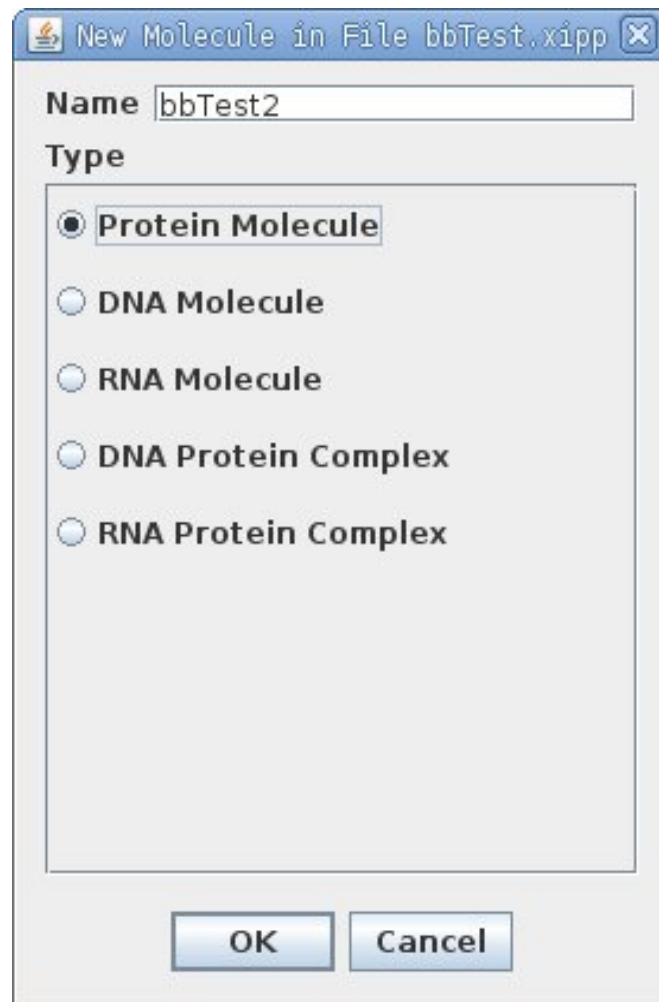 New Molecule in File bbTest.xipp
Name bbTest2
Type
Protein Molecule
DNA Molecule
RNA Molecule
DNA Protein Complex
RNA Protein Complex
OK Cancel